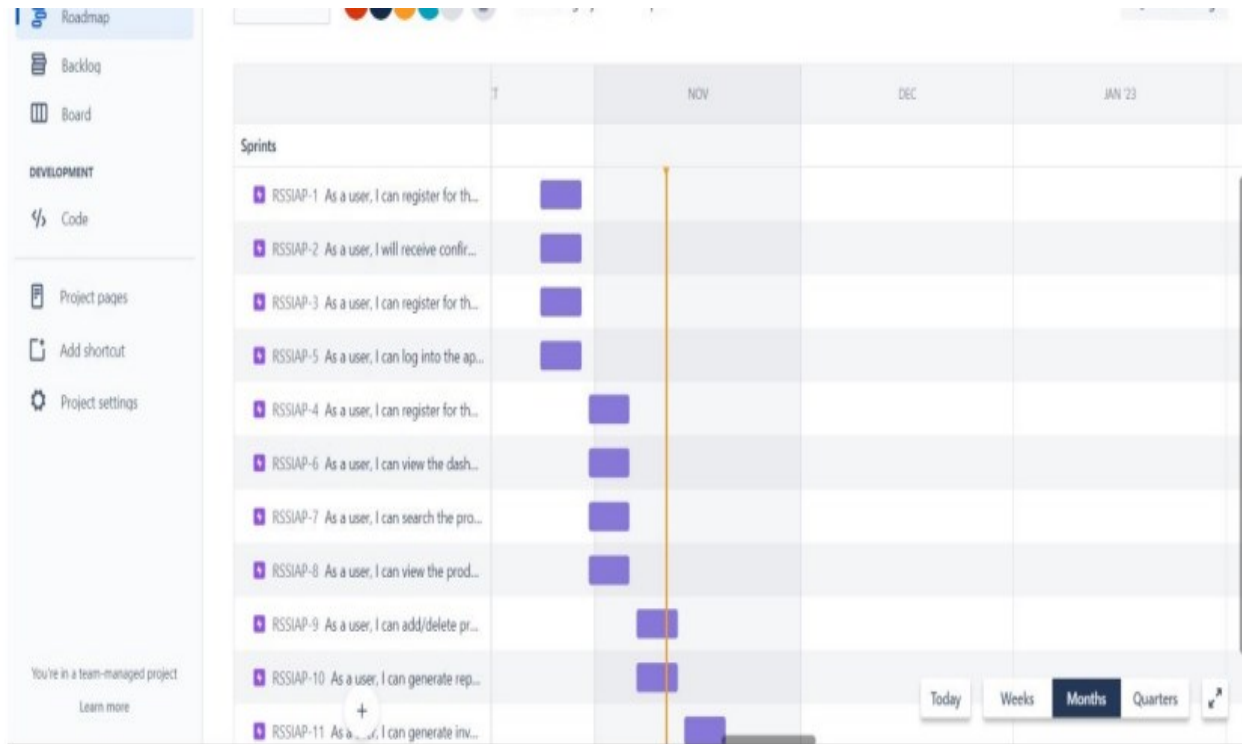 Roadmap
Backlog
Board
DEVELOPMENT
Code
Project pages
Add shortcut
Project settings
You're in a team-managed project
Learn more
NOV
DEC
JAN '23
Sprints
RSSIAP-1 As a user, I can register for th...
RSSIAP-2 As a user, I will receive confir...
RSSIAP-3 As a user, I can register for th...
RSSIAP-5 As a user, I can log into the ap...
RSSIAP-4 As a user, I can register for th...
RSSIAP-6 As a user, I can view the dash...
RSSIAP-7 As a user, I can search the pro...
RSSIAP-8 As a user, I can view the prod...
RSSIAP-9 As a user, I can add/delete pr...
RSSIAP-10 As a user, I can generate rep...
RSSIAP-11 As a I can generate inv...
Today Weeks Months Quarters